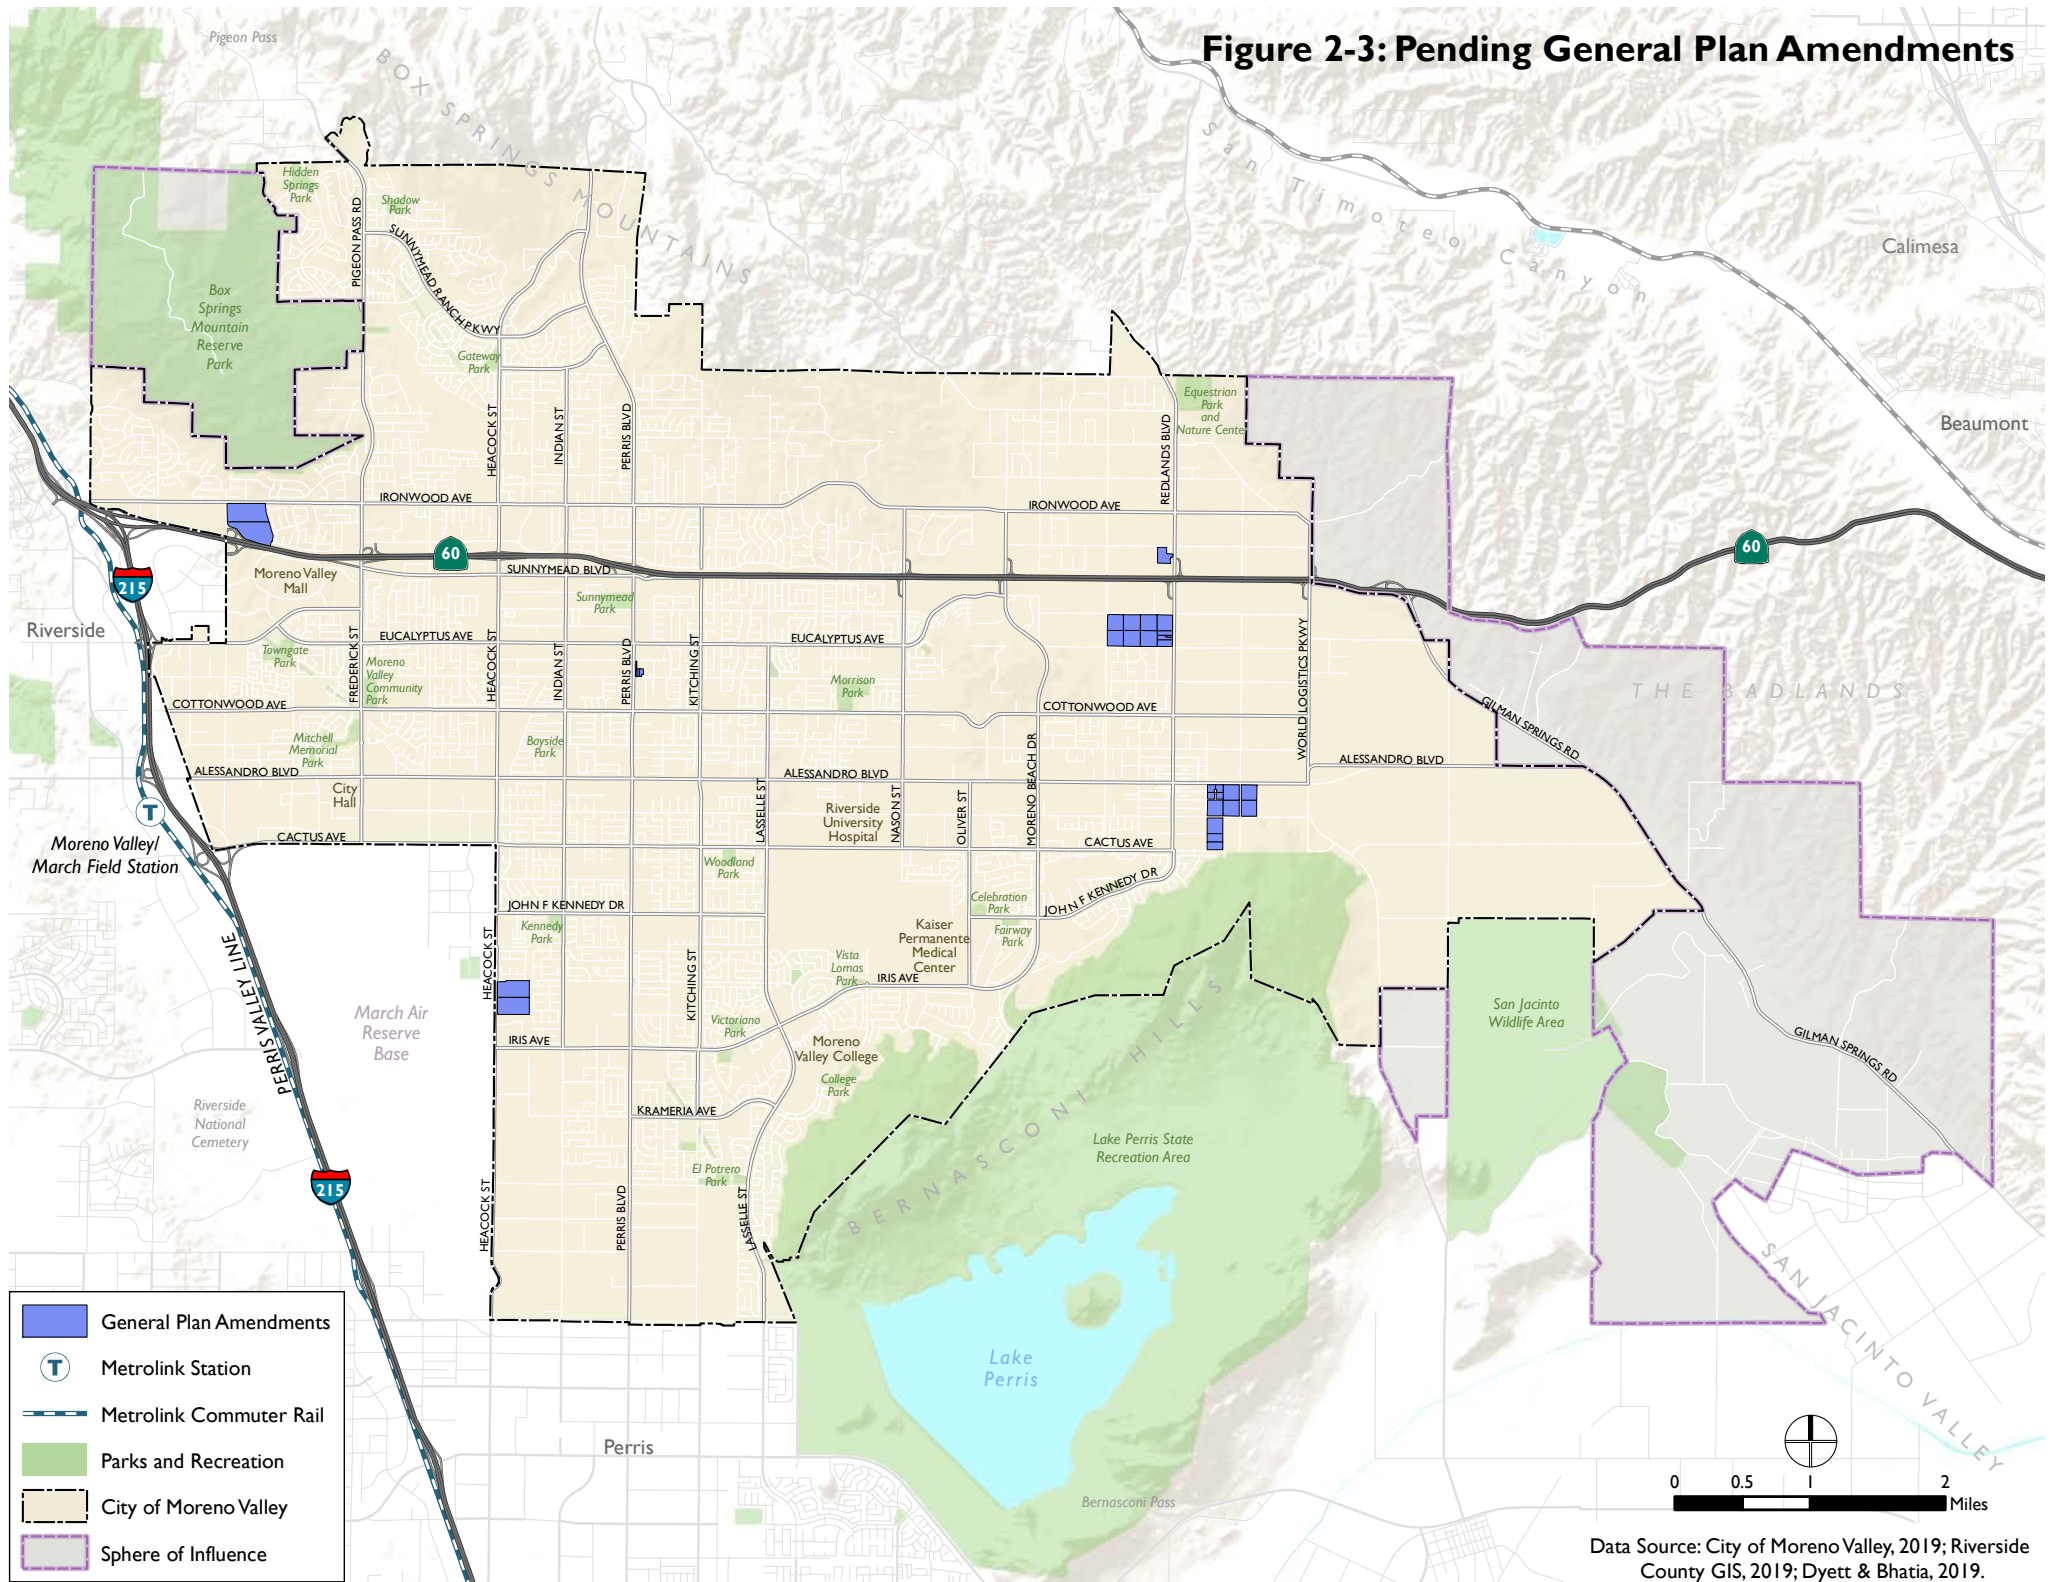 Figure 2-3: Pending General Plan Amendments
Pigeon Pass
BOX SPRINGS MOUNTAINS
San Timoteo Canyon
Calimesa
Beaumont
Hidden
Springs
Park
Shadow
Park
PIGEON PASS RD
SUNNYMEAD RANCH PKWY
Box
Springs
Mountain
Reserve
Park
Gateway
Park
HEACOCK ST
INDIAN ST
PERRIS BLVD
Equestrian
Park
and
Nature Cente
REDLANDS BLVD
IRONWOOD AVE
IRONWOOD AVE
60
60
215
SUNNYMEAD BLVD
Moreno Valley
Mall
Sunnymead
Park
Riverside
EUCALYPTUS AVE
EUCALYPTUS AVE
Towngate
Park
FREDERICK ST
Moreno
Valley
Community
Park
HEACOCK ST
INDIAN ST
PERRIS BLVD
KITCHING ST
Morrison
Park
WORLD LOGISTICS PKWY
THE BADLANDS
GILMAN SPRINGS RD
COTTONWOOD AVE
COTTONWOOD AVE
Mitchell
Memorial
Park
Bayside
Park
MORENO BEACH DR
ALESSANDRO BLVD
ALESSANDRO BLVD
ALESSANDRO BLVD
City
Hall
LASSELLE ST
Riverside
University
Hospital
NASON ST
OLIVER ST
T
Moreno Valley/
March Field Station
CACTUS AVE
CACTUS AVE
Woodland
Park
JOHN F KENNEDY DR
JOHN F KENNEDY DR
Celebration
Park
Kennedy
Park
Kaiser
Permanente
Medical
Center
Fairway
Park
PERRIS VALLEY LINE
HEACOCK ST
KITCHING ST
Vista
Lomas
Park
IRIS AVE
March Air
Reserve
Base
Victoriano
Park
San Jacinto
Wildlife Area
IRIS AVE
Moreno
Valley College
GILMAN SPRINGS RD
College
Park
BERNASCONI HILLS
Riverside
National
Cemetery
KRAMERIA AVE
Lake Perris State
Recreation Area
El Potrero
Park
215
HEACOCK ST
PERRIS BLVD
LASSELLE ST
SAN JACINTO VALLEY
Lake
Perris
Perris
Bernasconi Pass
General Plan Amendments
T Metrolink Station
Metrolink Commuter Rail
Parks and Recreation
City of Moreno Valley
Sphere of Influence
0 0.5 1 2
Miles
Data Source: City of Moreno Valley, 2019; Riverside
County GIS, 2019; Dyett & Bhatia, 2019.